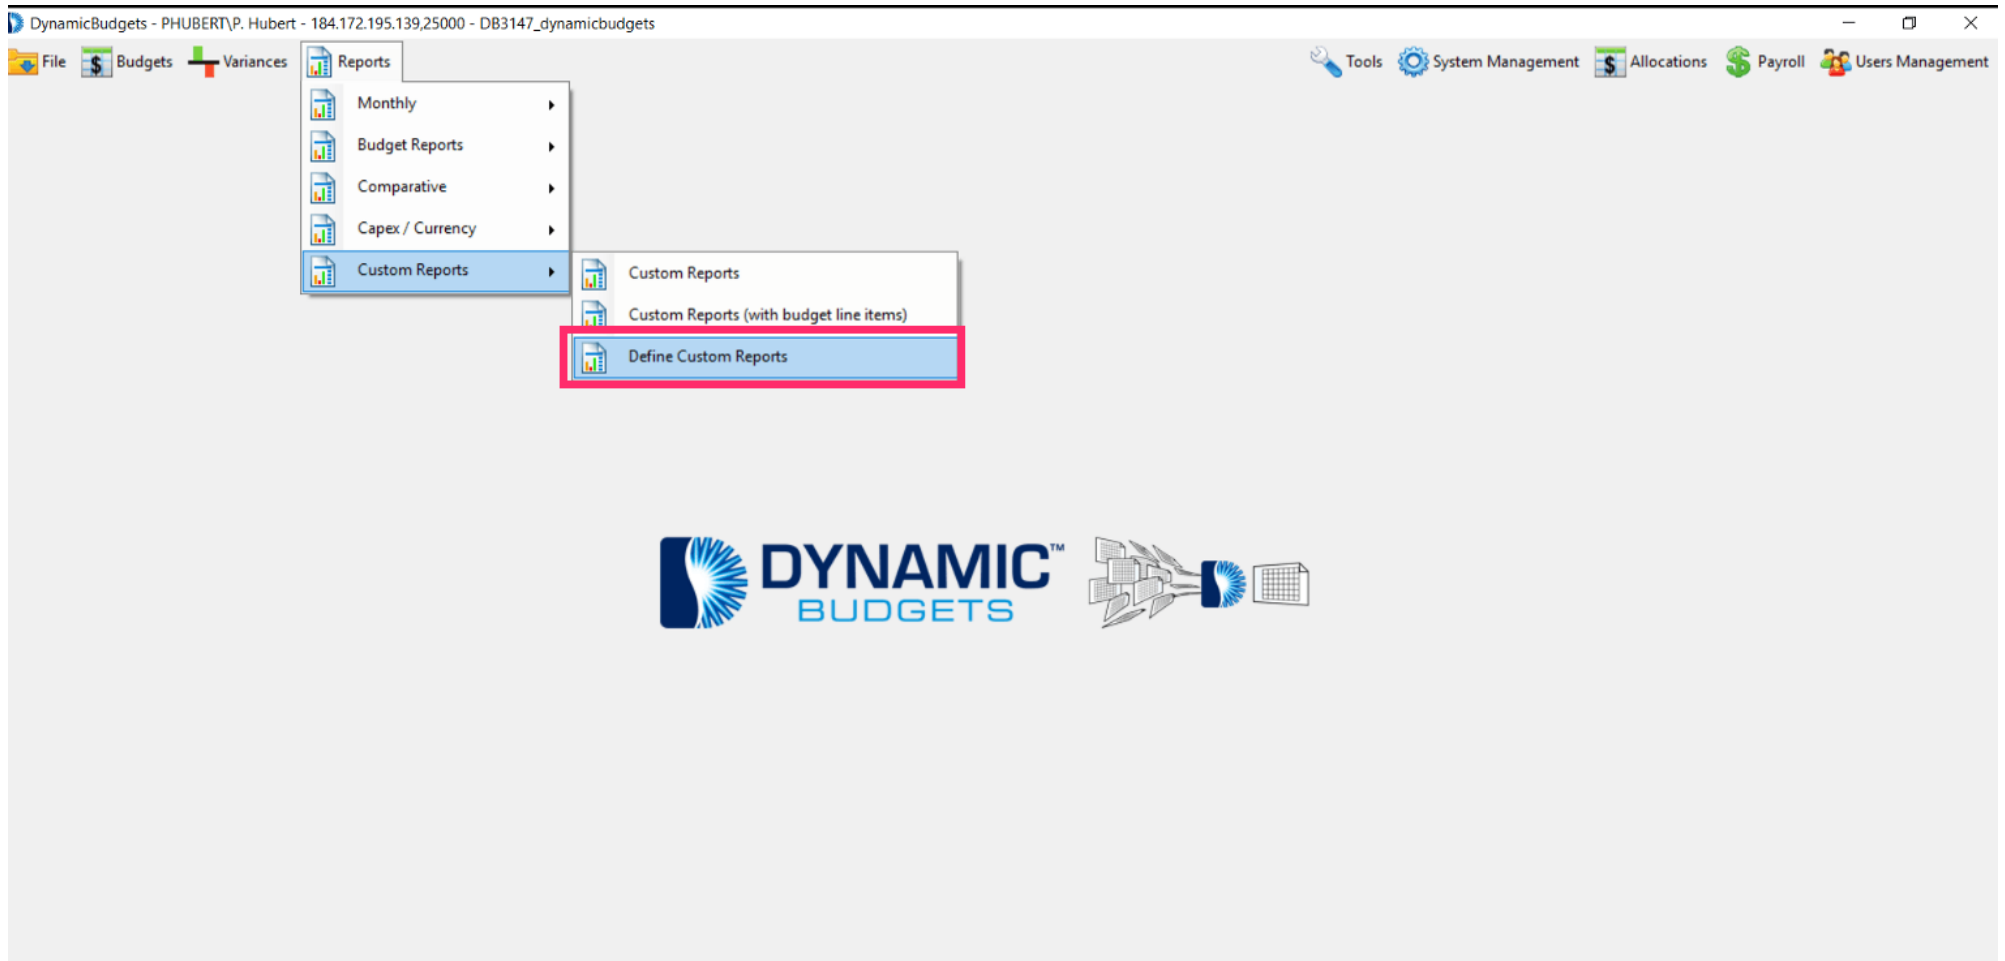 DynamicBudgets - PHUBERT\P. Hubert - 184.172.195.139,25000 - DB3147_dynamicbudgets
File Budgets Variances Reports Tools System Management Allocations Payroll Users Management
Monthly
Budget Reports
Comparative
Capex / Currency
Custom Reports
Custom Reports
Custom Reports (with budget line items)
Define Custom Reports
DYNAMIC™
BUDGETS